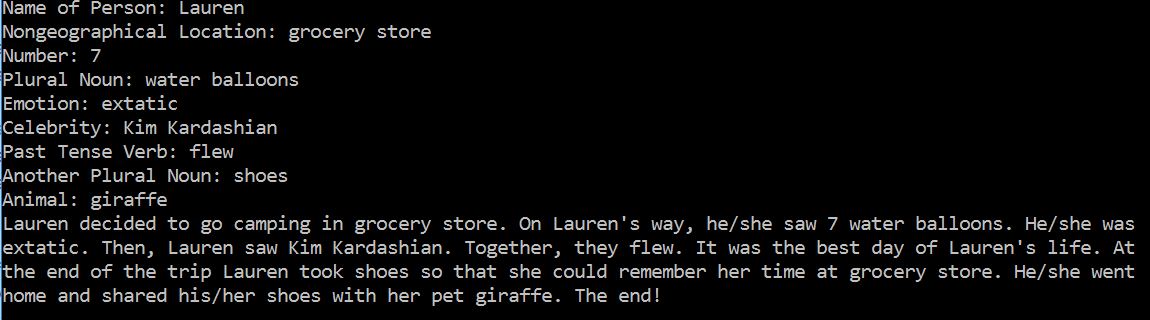 Name of Person: Lauren
Nongeographical Location: grocery store
Number: 7
Plural Noun: water balloons
Emotion: extatic
Celebrity: Kim Kardashian
Past Tense Verb: flew
Another Plural Noun: shoes
Animal: giraffe
Lauren decided to go camping in grocery store. On Lauren's way, he/she saw 7 water balloons. He/she was
extatic. Then, Lauren saw Kim Kardashian. Together, they flew. It was the best day of Lauren's life. At
the end of the trip Lauren took shoes so that she could remember her time at grocery store. He/she went
home and shared his/her shoes with her pet giraffe. The end!